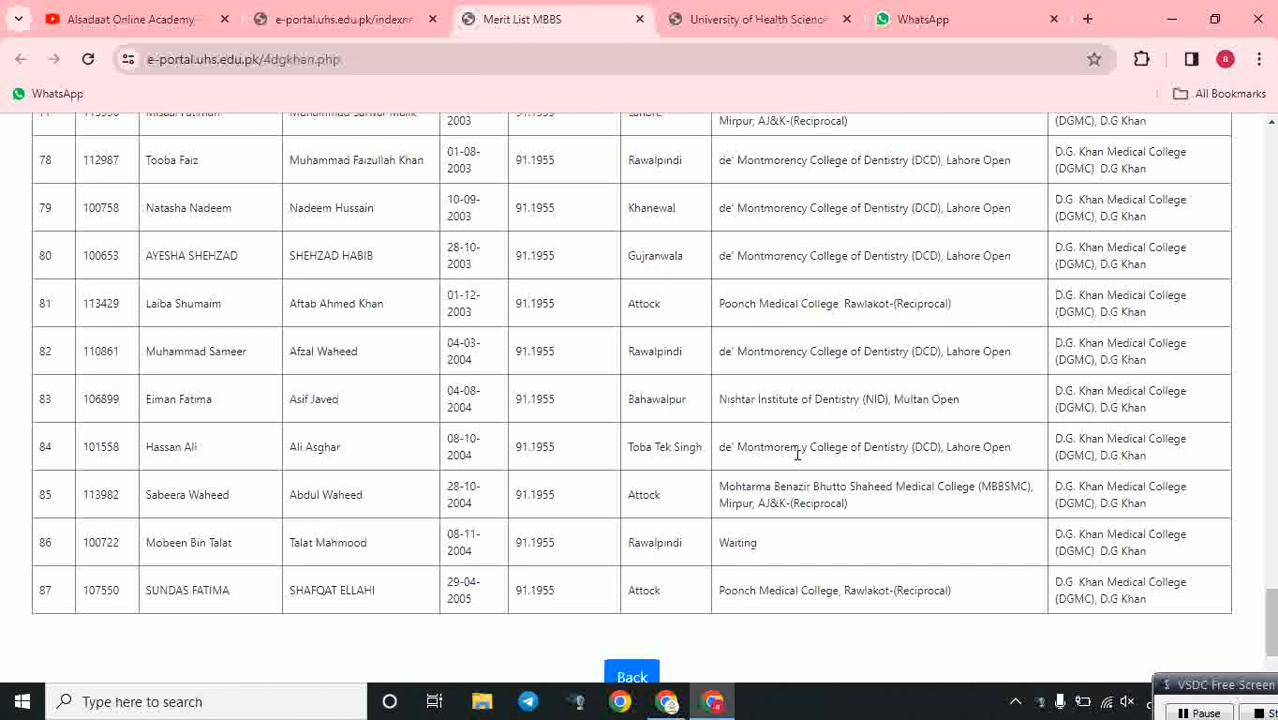 Alsadaat Online Academy
e-portal.uhs.edu.pk/indexn
Merit List MBBS
University of Health Science
WhatsApp
e-portal.uhs.edu.pk/4dgkhan.php
a
WhatsApp
All Bookmarks
2003
Mirpur, AJ&K-(Reciprocal)
(DGMC), D.G Khan
78 112987 Tooba Faiz Muhammad Faizullah Khan 01-08-2003 91.1955 Rawalpindi de' Montmorency College of Dentistry (DCD), Lahore Open D.G. Khan Medical College (DGMC), D.G Khan
79 100758 Natasha Nadeem Nadeem Hussain 10-09-2003 91.1955 Khanewal de' Montmorency College of Dentistry (DCD), Lahore Open D.G. Khan Medical College (DGMC), D.G Khan
80 100653 AYESHA SHEHZAD SHEHZAD HABIB 28-10-2003 91.1955 Gujranwala de' Montmorency College of Dentistry (DCD), Lahore Open D.G. Khan Medical College (DGMC), D.G Khan
81 113429 Laiba Shumaim Aftab Ahmed Khan 01-12-2003 91.1955 Attock Poonch Medical College, Rawlakot-(Reciprocal) D.G. Khan Medical College (DGMC), D.G Khan
82 110861 Muhammad Sameer Afzal Waheed 04-03-2004 91.1955 Rawalpindi de' Montmorency College of Dentistry (DCD), Lahore Open D.G. Khan Medical College (DGMC), D.G Khan
83 106899 Eiman Fatima Asif Javed 04-08-2004 91.1955 Bahawalpur Nishtar Institute of Dentistry (NID), Multan Open D.G. Khan Medical College (DGMC), D.G Khan
84 101558 Hassan Ali Ali Asghar 08-10-2004 91.1955 Toba Tek Singh de' Montmorency College of Dentistry (DCD), Lahore Open D.G. Khan Medical College (DGMC), D.G Khan
85 113982 Sabeera Waheed Abdul Waheed 28-10-2004 91.1955 Attock Mohtarma Benazir Bhutto Shaheed Medical College (MBBSMC), Mirpur, AJ&K-(Reciprocal) D.G. Khan Medical College (DGMC), D.G Khan
86 100722 Mobeen Bin Talat Talat Mahmood 08-11-2004 91.1955 Rawalpindi Waiting D.G. Khan Medical College (DGMC), D.G Khan
87 107550 SUNDAS FATIMA SHAFQAT ELLAHI 29-04-2005 91.1955 Attock Poonch Medical College, Rawlakot-(Reciprocal) D.G. Khan Medical College (DGMC), D.G Khan
Back
Type here to search
VSDC Free Screen
Pause
St